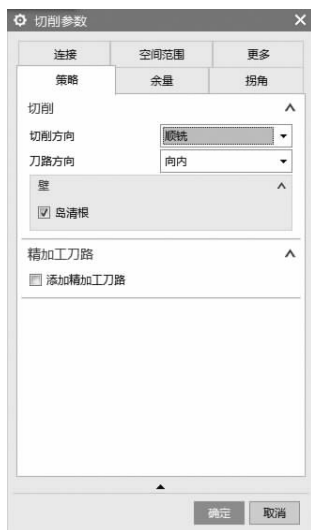 切削参数
连接 空间范围 更多
策略 余量 拐角
切削
切削方向 顺铣
刀路方向 向内
壁
岛清根
精加工刀路
添加精加工刀路
确定 取消